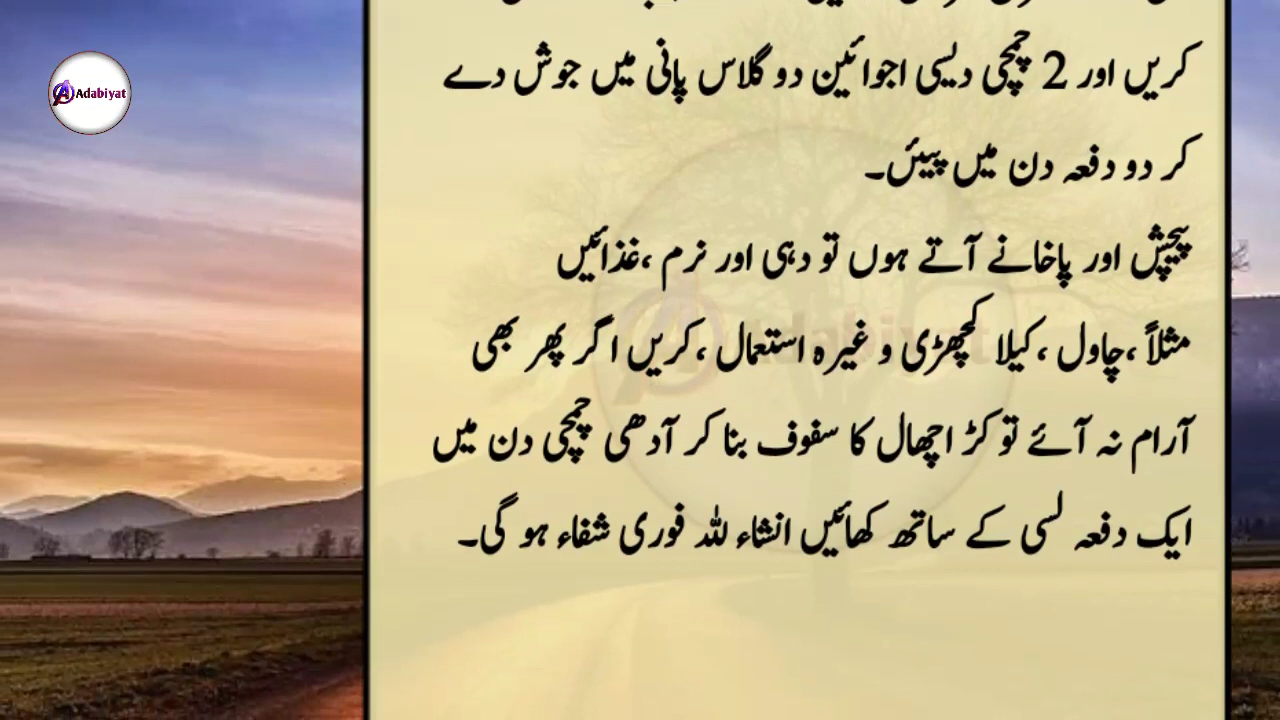 Adabiyat
کریں اور 2 چمچی دیسی اجوائین دو گلاس پانی میں جوش دے
کر دو دفعہ دن میں پیئں۔
پیچش اور پاخانے آتے ہوں تو دہی اور نرم ،غذائیں
مثلاً ،چاول ،کیلا کھچھڑی و غیرہ استعمال ،کریں اگر پھر بھی
آرام نہ آئے تو کڑ اچھال کا سفوف بنا کر آدھی چمچی دن میں
ایک دفعہ لسی کے ساتھ کھائیں انشاء للہ فوری شفاء ہو گی۔
Adabiyat